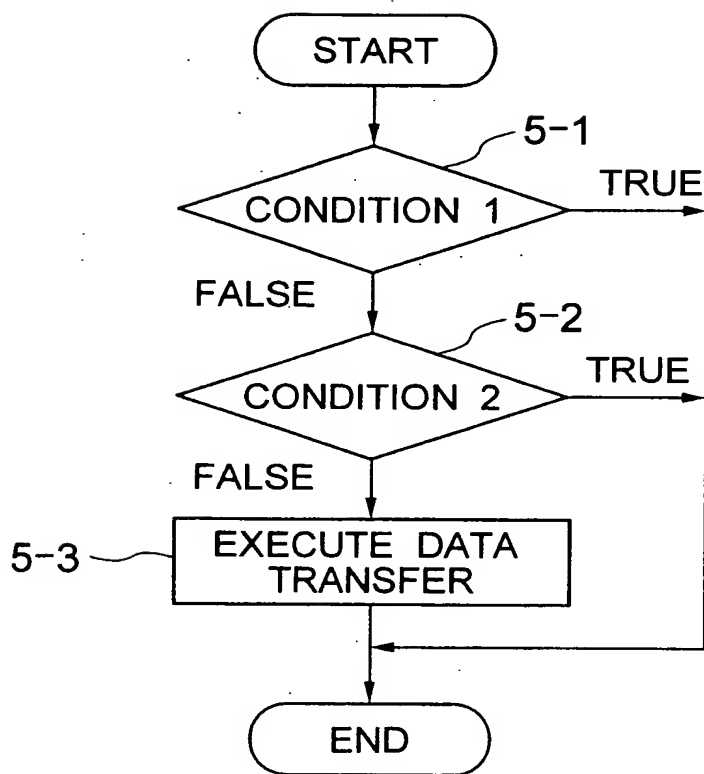 START
5-1
CONDITION 1
TRUE
FALSE
5-2
CONDITION 2
TRUE
FALSE
5-3
EXECUTE DATA
TRANSFER
END